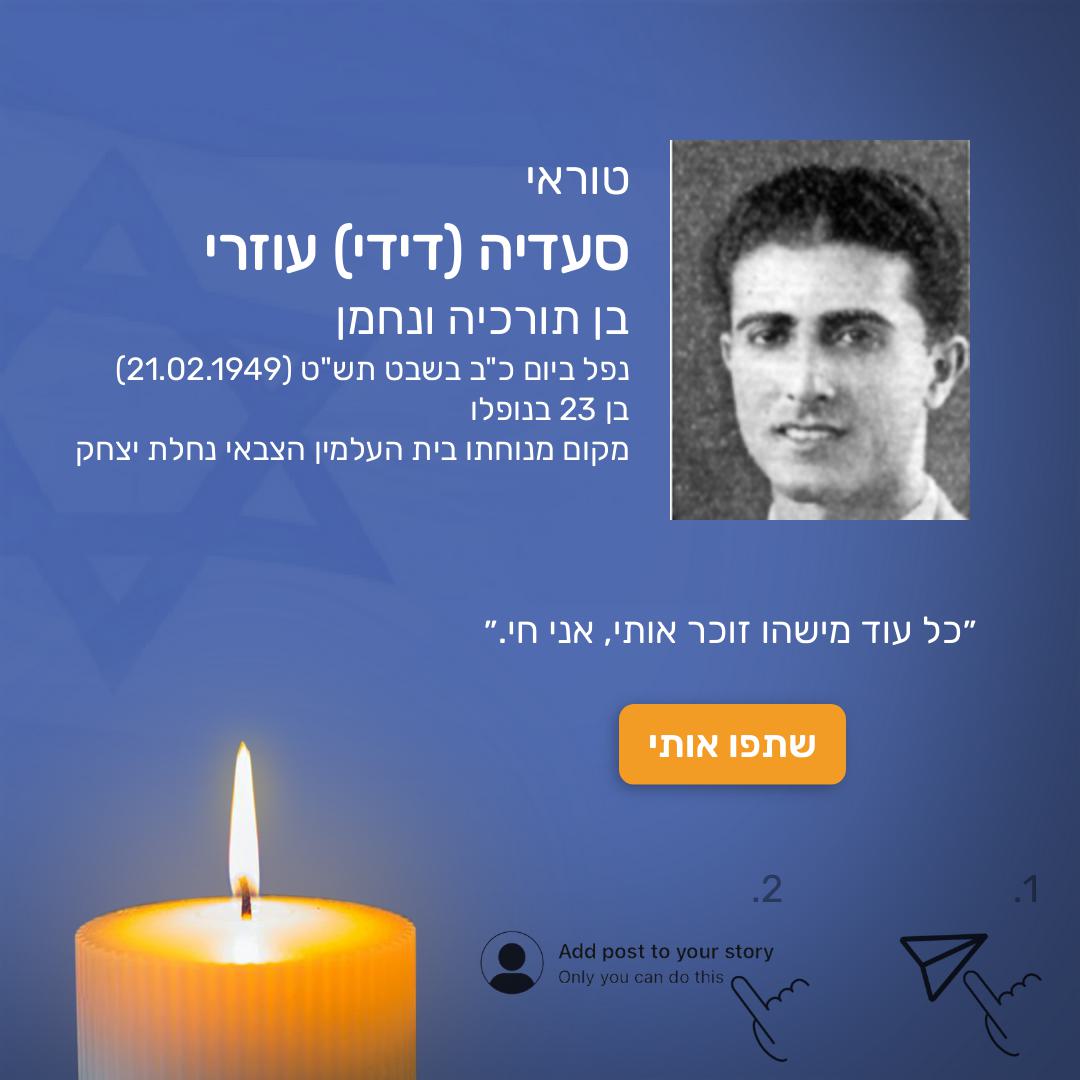 טוראי
סעדיה (דידי) עוזרי
בן תורכיה ונחמן
נפל ביום כ"ב בשבט תש"ט (21.02.1949)
בן 23 בנופלו
מקום מנוחתו בית העלמין הצבאי נחלת יצחק
״כל עוד מישהו זוכר אותי, אני חי.״
שתפו אותי
1.
2.
Add post to your story
Only you can do this